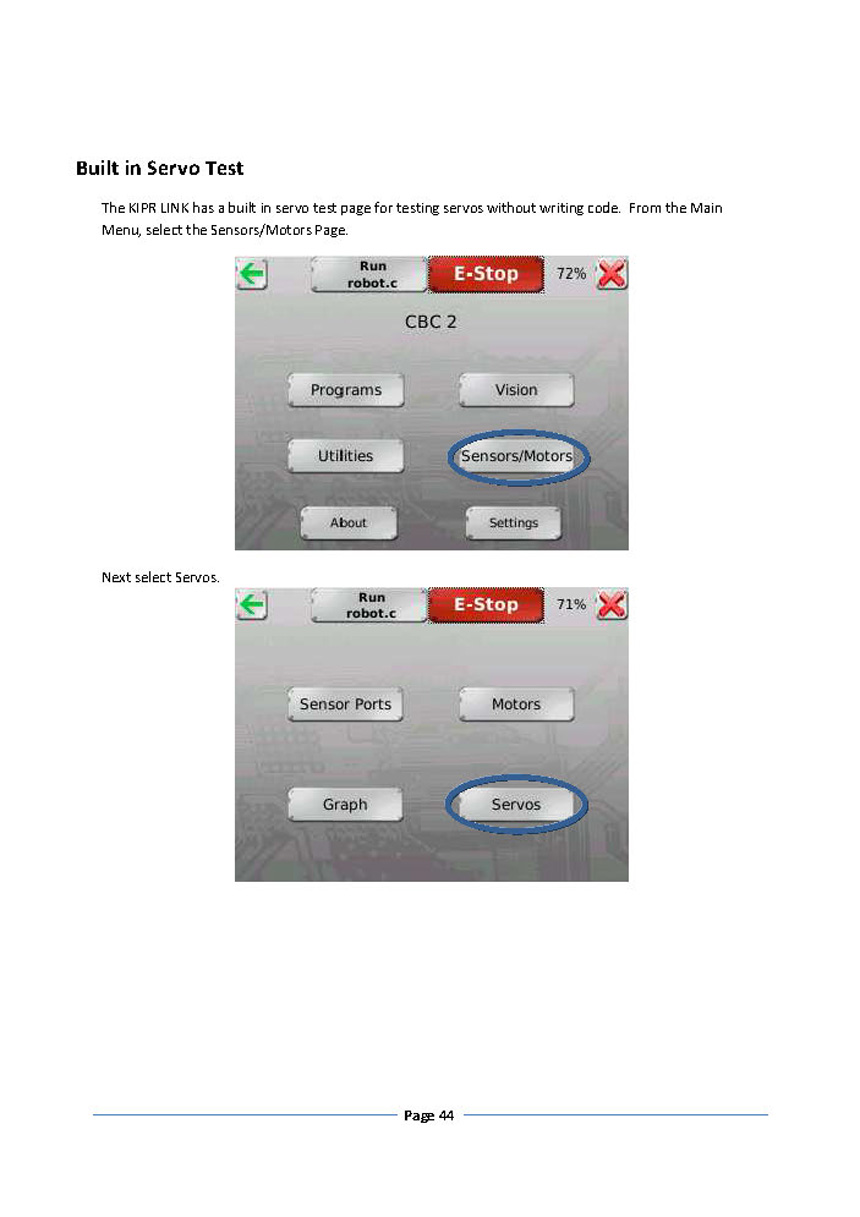 Built in Servo Test
The KIPR LINK has a built in servo test page for testing servos without writing code. From the Main
Menu, select the Sensors/Motors Page.
Run
robot.c
E-Stop
72%
CBC 2
Programs
Vision
Utilities
Sensors/Motors
About
Settings
Next select Servos.
Run
robot.c
E-Stop
71%
Sensor Ports
Motors
Graph
Servos
Page 44